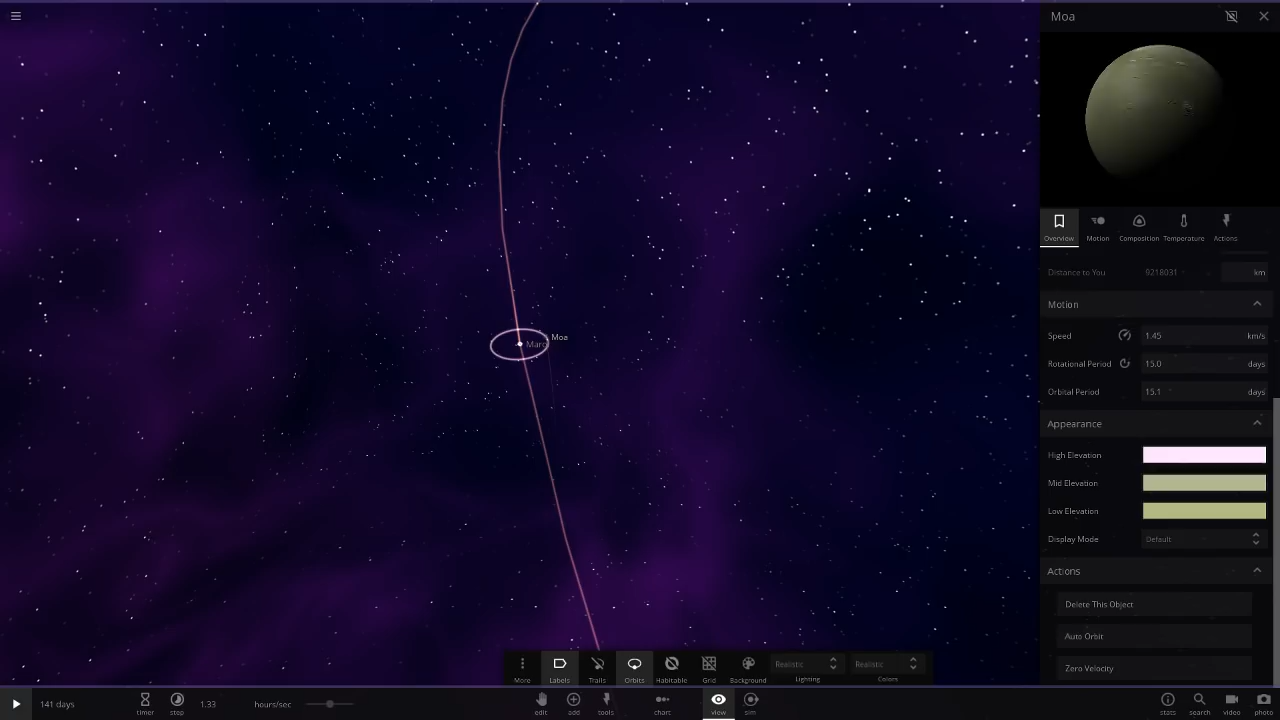 Moa
Overview
Motion
Composition
Temperature
Actions
Distance to You 9218031 km
Motion
Speed 1.45 km/s
Rotational Period 15.0 days
Orbital Period 15.1 days
Appearance
High Elevation
Mid Elevation
Low Elevation
Display Mode Default
Actions
Delete This Object
Auto Orbit
Zero Velocity
Moa
More
Labels
Trails
Orbits
Habitable
Grid
Background
Realistic
Lighting
Realistic
Colors
141 days
timer
step
1.33 hours/sec
edit
add
tools
chart
view
sim
stats
search
video
photo